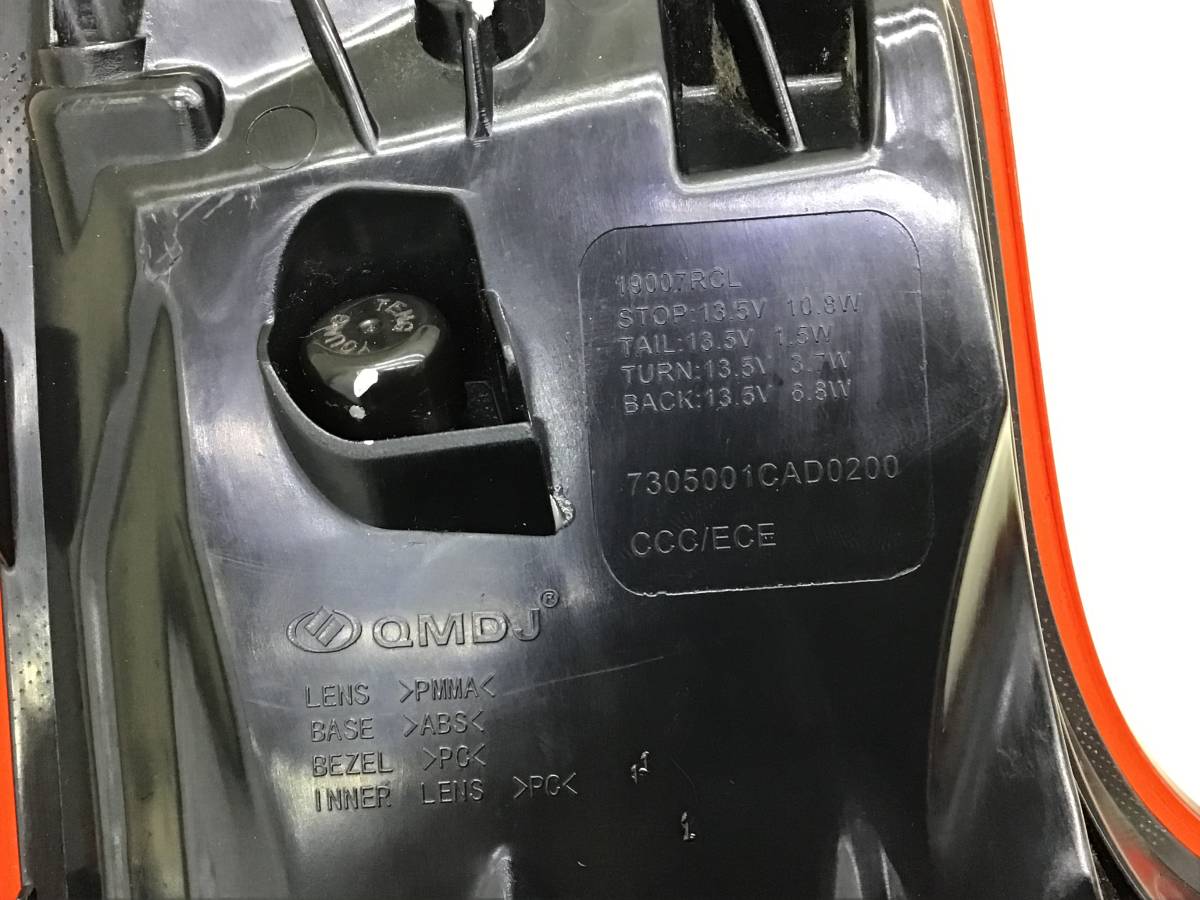 19007RCL
STOP:13.5V 10.8W
TAIL:13.5V 1.5W
TURN:13.5V 3.7W
BACK:13.5V 6.8W
7305001CAD0200
CCC/ECE
QMDJ®
LENS >PMMA<
BASE >ABS<
BEZEL >PC<
INNER LENS >PC<